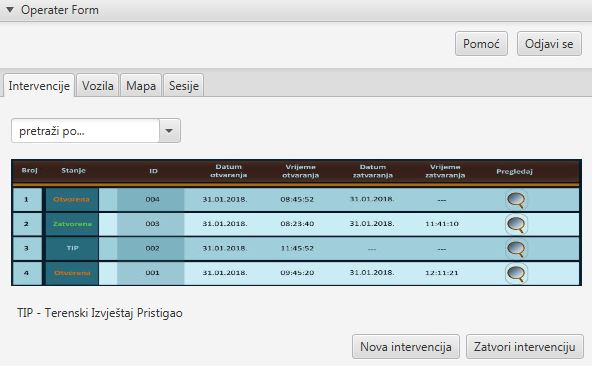 Operater Form
Pomoć Odjavi se
Intervencije Vozila Mapa Sesije
pretraži po...
Broj Stanje ID Datum otvaranja Vrijeme otvaranja Datum zatvaranja Vrijeme zatvaranja Pregledaj
1 Otvorena 004 31.01.2018. 08:45:52 31.01.2018. ---
2 Zatvorena 003 31.01.2018. 08:23:40 31.01.2018. 11:41:10
3 TIP 002 31.01.2018. 11:45:52 --- ---
4 Otvorena 001 31.01.2018. 09:45:20 31.01.2018. 12:11:21
TIP - Terenski Izvještaj Pristigao
Nova intervencija Zatvori intervenciju